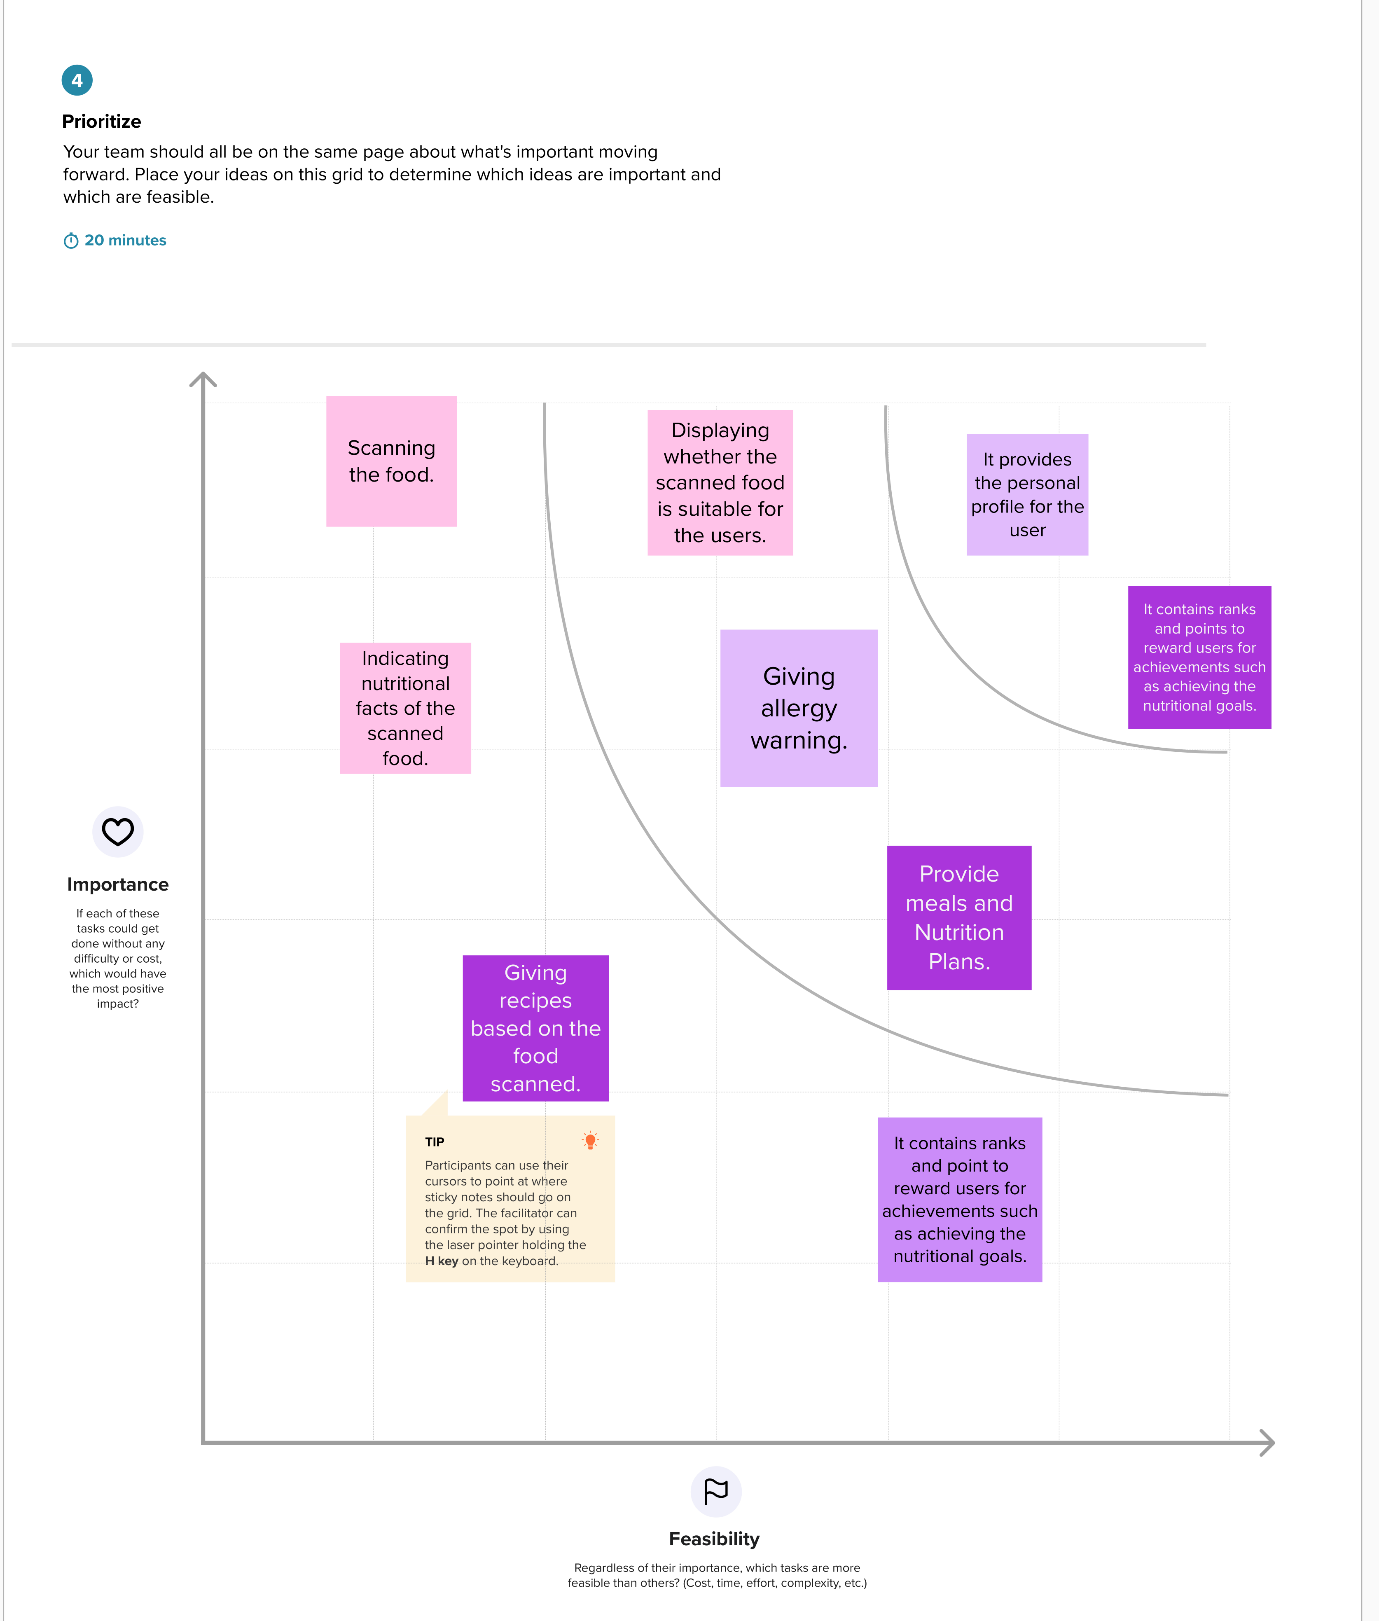 4
Prioritize
Your team should all be on the same page about what's important moving
forward. Place your ideas on this grid to determine which ideas are important and
which are feasible.
20 minutes
Scanning
the food.
Displaying
whether the
scanned food
is suitable for
the users.
It provides
the personal
profile for the
user
It contains ranks
and points to
reward users for
achievements such
as achieving the
nutritional goals.
Indicating
nutritional
facts of the
scanned
food.
Giving
allergy
warning.
Importance
If each of these
tasks could get
done without any
difficulty or cost,
which would have
the most positive
impact?
Provide
meals and
Nutrition
Plans.
Giving
recipes
based on the
food
scanned.
TIP
Participants can use their
cursors to point at where
sticky notes should go on
the grid. The facilitator can
confirm the spot by using
the laser pointer holding the
H key on the keyboard.
It contains ranks
and point to
reward users for
achievements such
as achieving the
nutritional goals.
Feasibility
Regardless of their importance, which tasks are more
feasible than others? (Cost, time, effort, complexity, etc.)